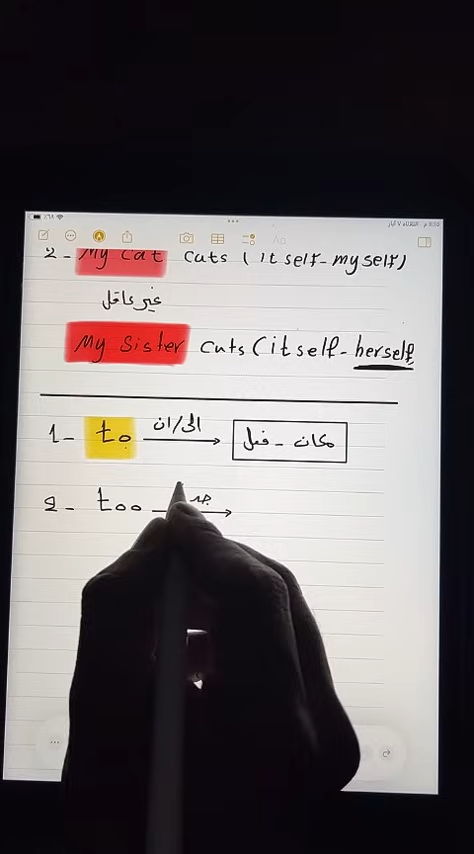 2- My cat cuts (itself-myself)
غير عاقل
My sister cuts (itself-herself
1- to الى/ان مكان - فعل
2- too جد